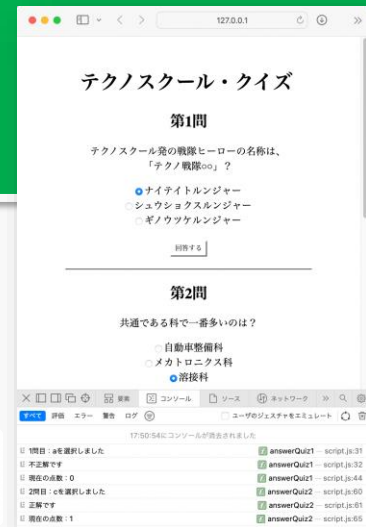 127.0.0.1
テクノスクール・クイズ
第1問
テクノスクール発の戦隊ヒーローの名称は、
「テクノ戦隊○○」？
ナイテイトルンジャー
シュウショクスルンジャー
ギノウツケルンジャー
回答する
第2問
共通である科で一番多いのは？
自動車整備科
メカトロニクス科
溶接科
要素 コンソール ソース ネットワーク
すべて 評価 エラー 警告 ログ ユーザのジェスチャをエミュレート
17:50:54にコンソールが消去されました
1問目：aを選択しました answerQuiz1 — script.js:31
不正解です answerQuiz1 — script.js:32
現在の点数：0 answerQuiz1 — script.js:44
2問目：cを選択しました answerQuiz2 — script.js:60
正解です answerQuiz2 — script.js:61
現在の点数：1 answerQuiz2 — script.js:65